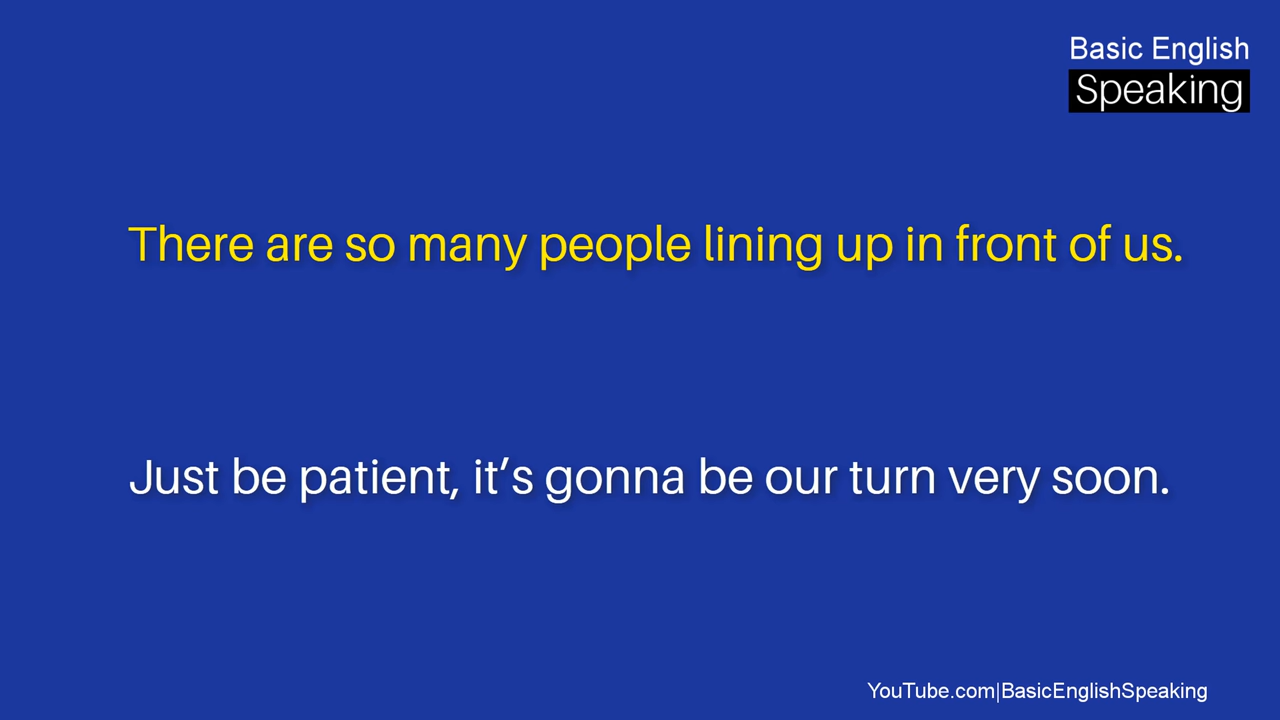 Basic English
Speaking
There are so many people lining up in front of us.
Just be patient, it’s gonna be our turn very soon.
YouTube.com|BasicEnglishSpeaking